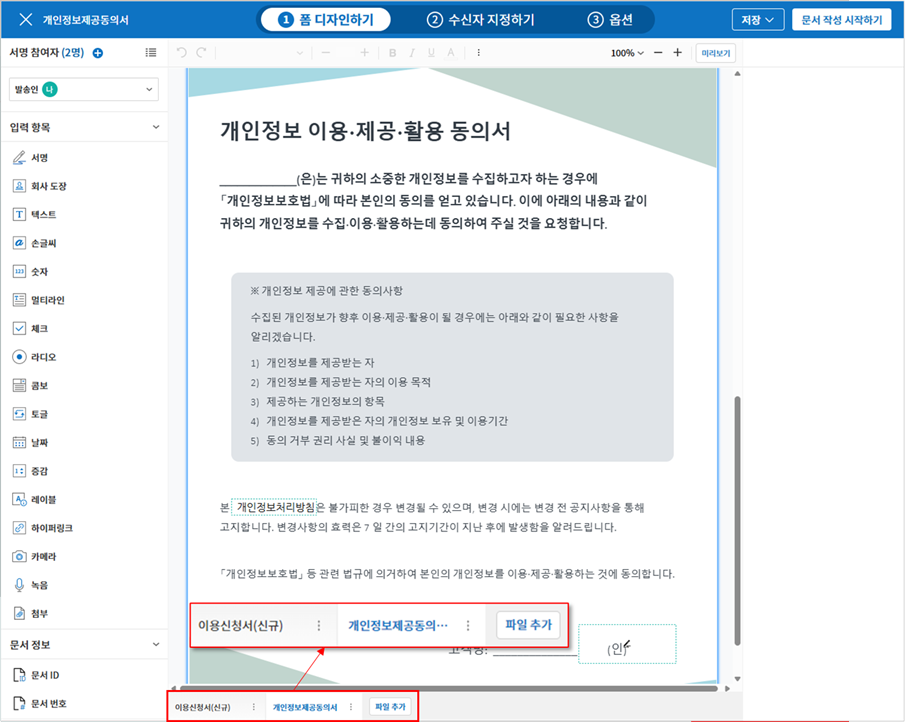 개인정보제공동의서
1 폼 디자인하기
2 수신자 지정하기
3 옵션
저장
문서 작성 시작하기
서명 참여자 (2명)
100%
미리보기
발송인 나
입력 항목
서명
회사 도장
텍스트
손글씨
숫자
멀티라인
체크
라디오
콤보
토글
날짜
증감
레이블
하이퍼링크
카메라
녹음
첨부
문서 정보
문서 ID
문서 번호
개인정보 이용·제공·활용 동의서
____________(은)는 귀하의 소중한 개인정보를 수집하고자 하는 경우에
「개인정보보호법」에 따라 본인의 동의를 얻고 있습니다. 이에 아래의 내용과 같이
귀하의 개인정보를 수집·이용·활용하는데 동의하여 주실 것을 요청합니다.
※ 개인정보 제공에 관한 동의사항
수집된 개인정보가 향후 이용·제공·활용이 될 경우에는 아래와 같이 필요한 사항을
알리겠습니다.
1) 개인정보를 제공받는 자
2) 개인정보를 제공받는 자의 이용 목적
3) 제공하는 개인정보의 항목
4) 개인정보를 제공받은 자의 개인정보 보유 및 이용기간
5) 동의 거부 권리 사실 및 불이익 내용
본 개인정보처리방침은 불가피한 경우 변경될 수 있으며, 변경 시에는 변경 전 공지사항을 통해
고지합니다. 변경사항의 효력은 7 일 간의 고지기간이 지난 후에 발생함을 알려드립니다.
「개인정보보호법」 등 관련 법규에 의거하여 본인의 개인정보를 이용·제공·활용하는 것에 동의합니다.
이용신청서(신규)
개인정보제공동의···
파일 추가
고객명: ____________ (인)
이용신청서(신규)
개인정보제공동의서
파일 추가